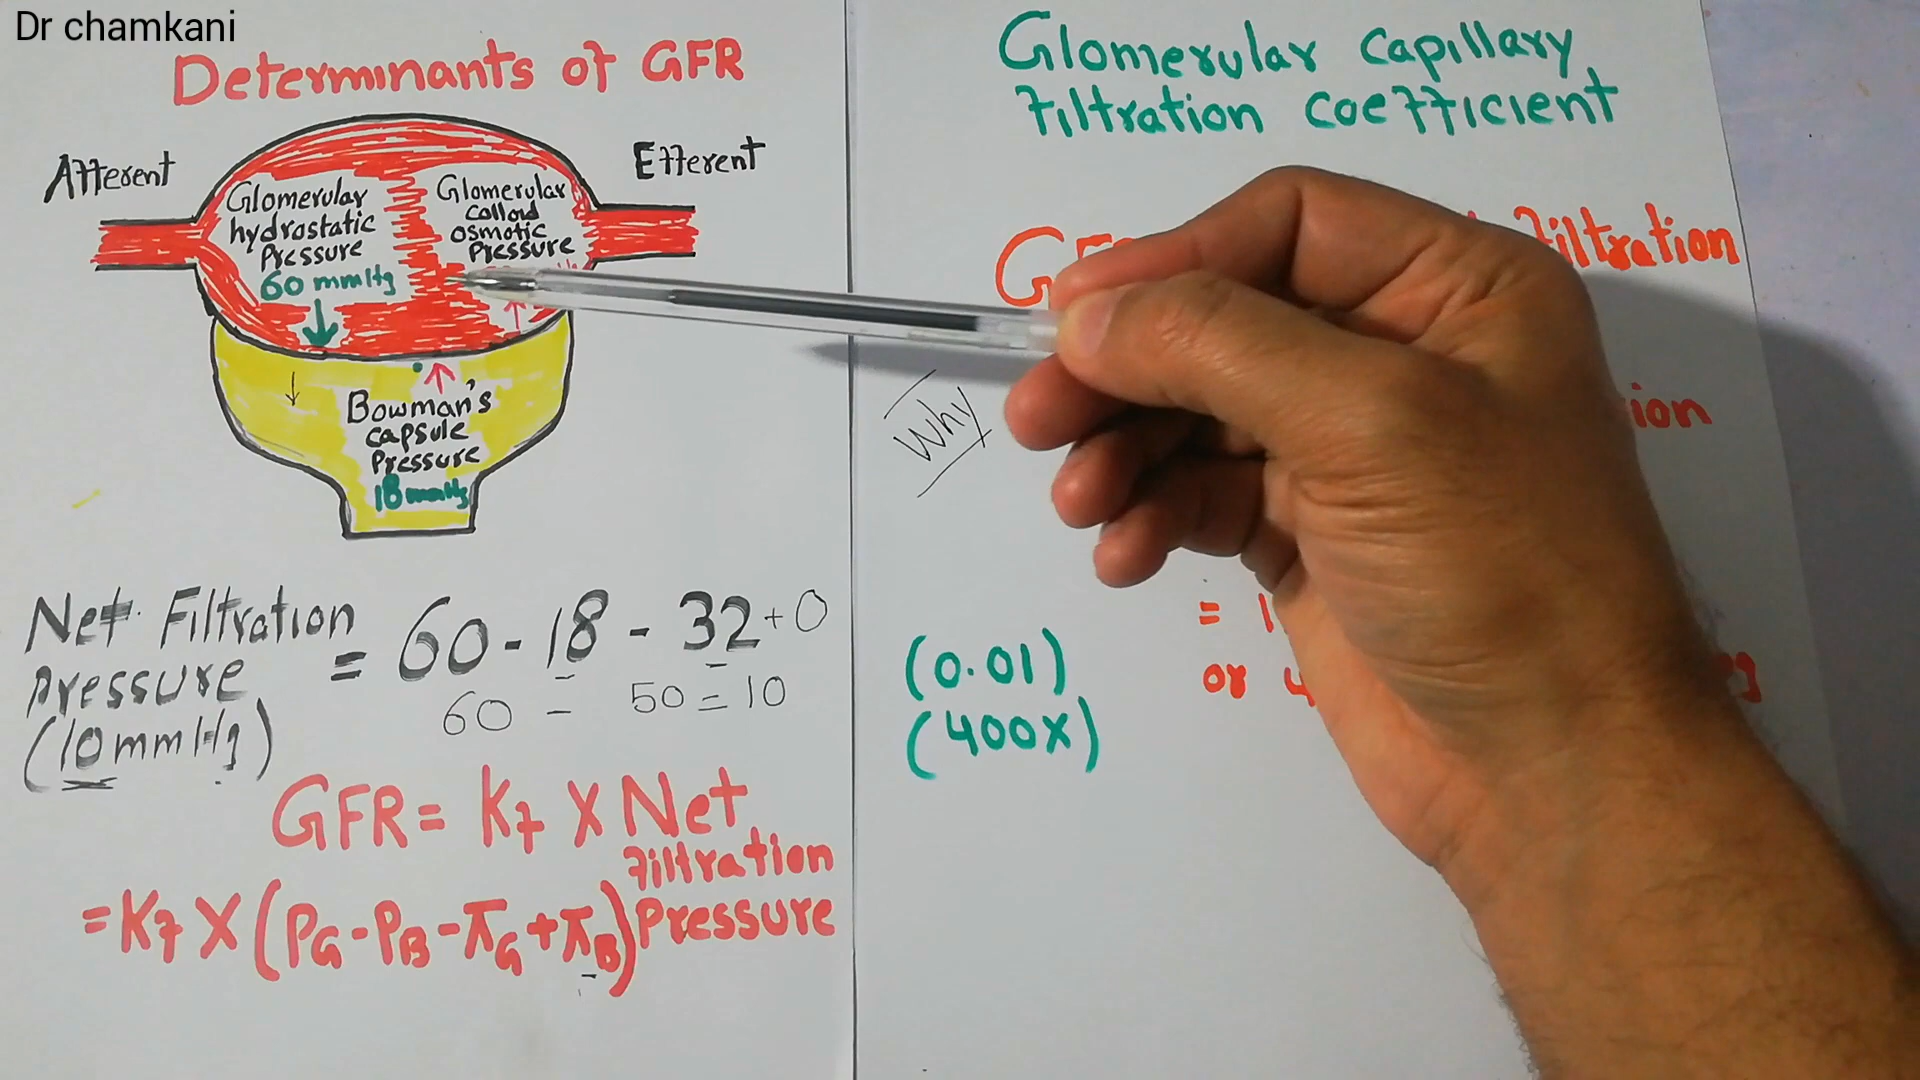 Dr chamkani
Determinants of GFR
Afferent
Efferent
Glomerular
hydrostatic
Pressure
60 mmHg
Glomerular
colloid
osmotic
Pressure
Bowman's
capsule
Pressure
18 mmHg
Net Filtration
Pressure
(10 mmHg)
= 60 - 18 - 32 + 0
60 - 50 = 10
GFR = Kf X Net
filtration
Pressure
= Kf X (PG - PB - πG + πB)
Glomerular capillary
filtration coefficient
filtration
Why
(0.01)
(400x)
= 1
or 4